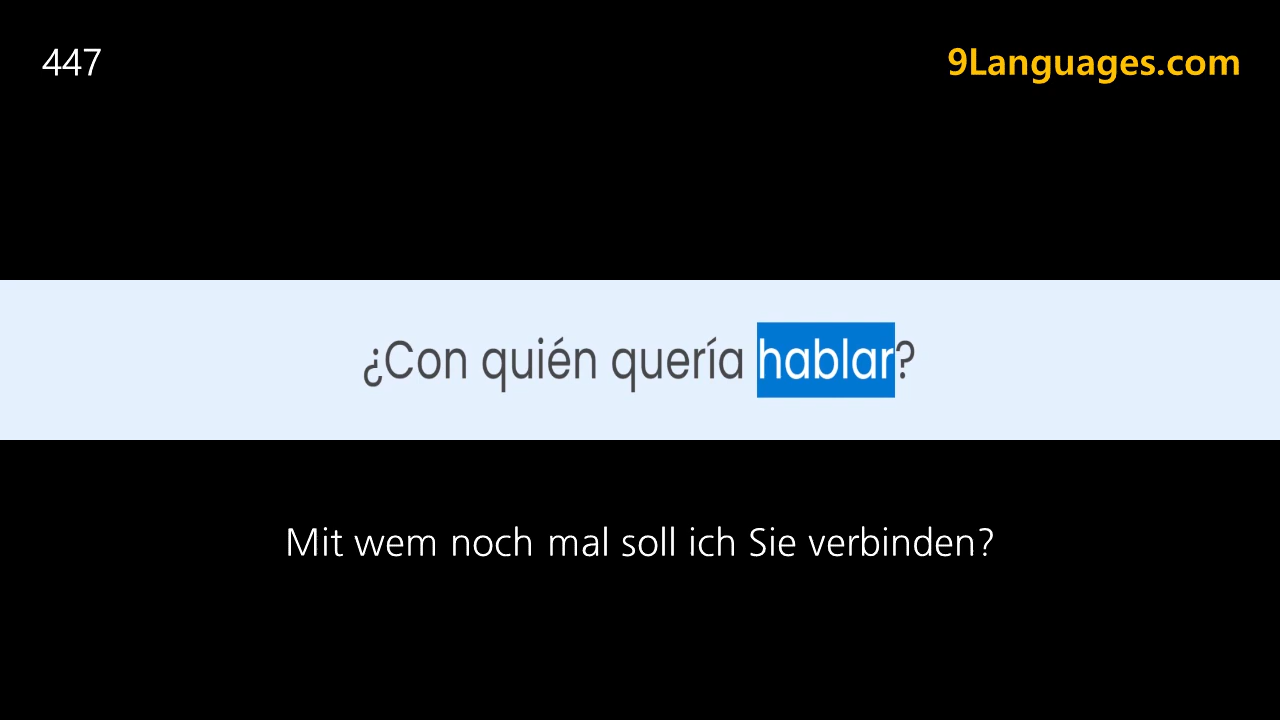 447
9Languages.com
¿Con quién quería hablar?
Mit wem noch mal soll ich Sie verbinden?